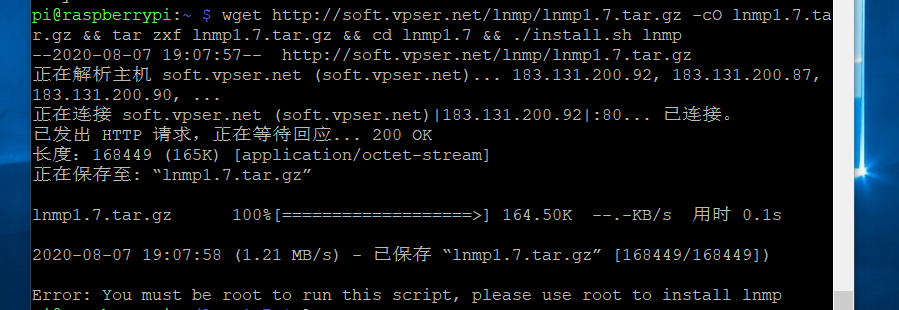 pi@raspberrypi:~ $ wget http://soft.vpser.net/lnmp/lnmp1.7.tar.gz -cO lnmp1.7.ta
r.gz && tar zxf lnmp1.7.tar.gz && cd lnmp1.7 && ./install.sh lnmp
--2020-08-07 19:07:57--  http://soft.vpser.net/lnmp/lnmp1.7.tar.gz
正在解析主机 soft.vpser.net (soft.vpser.net)... 183.131.200.92, 183.131.200.87,
183.131.200.90, ...
正在连接 soft.vpser.net (soft.vpser.net)|183.131.200.92|:80... 已连接。
已发出 HTTP 请求，正在等待回应... 200 OK
长度：168449 (165K) [application/octet-stream]
正在保存至: “lnmp1.7.tar.gz”
lnmp1.7.tar.gz      100%[===================>] 164.50K  --.-KB/s  用时 0.1s
2020-08-07 19:07:58 (1.21 MB/s) - 已保存 “lnmp1.7.tar.gz” [168449/168449])
Error: You must be root to run this script, please use root to install lnmp